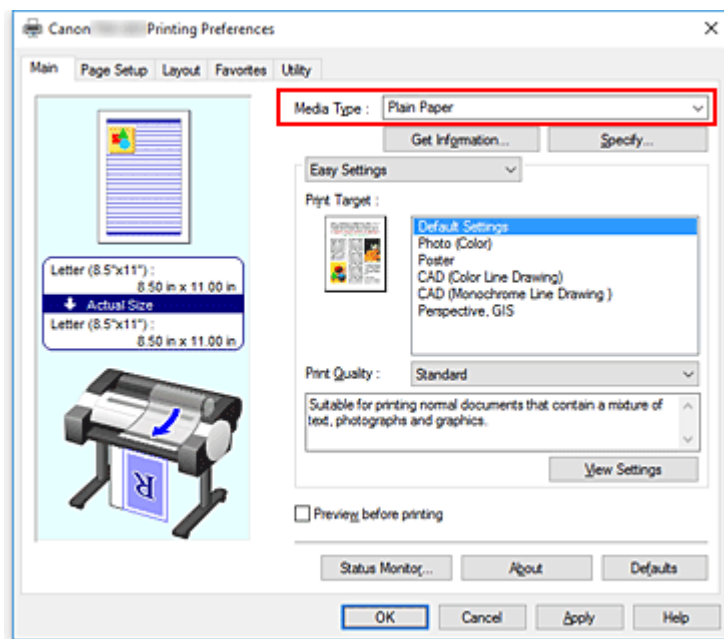 Canon Printing Preferences
Main Page Setup Layout Favorites Utility
Media Type : Plain Paper
Get Information... Specify...
Easy Settings
Print Target :
Default Settings
Photo (Color)
Poster
CAD (Color Line Drawing)
CAD (Monochrome Line Drawing )
Perspective, GIS
Letter (8.5"x11") :
8.50 in x 11.00 in
Actual Size
Letter (8.5"x11") :
8.50 in x 11.00 in
R
Print Quality : Standard
Suitable for printing normal documents that contain a mixture of
text, photographs and graphics.
View Settings
Preview before printing
Status Monitor... About Defaults
OK Cancel Apply Help